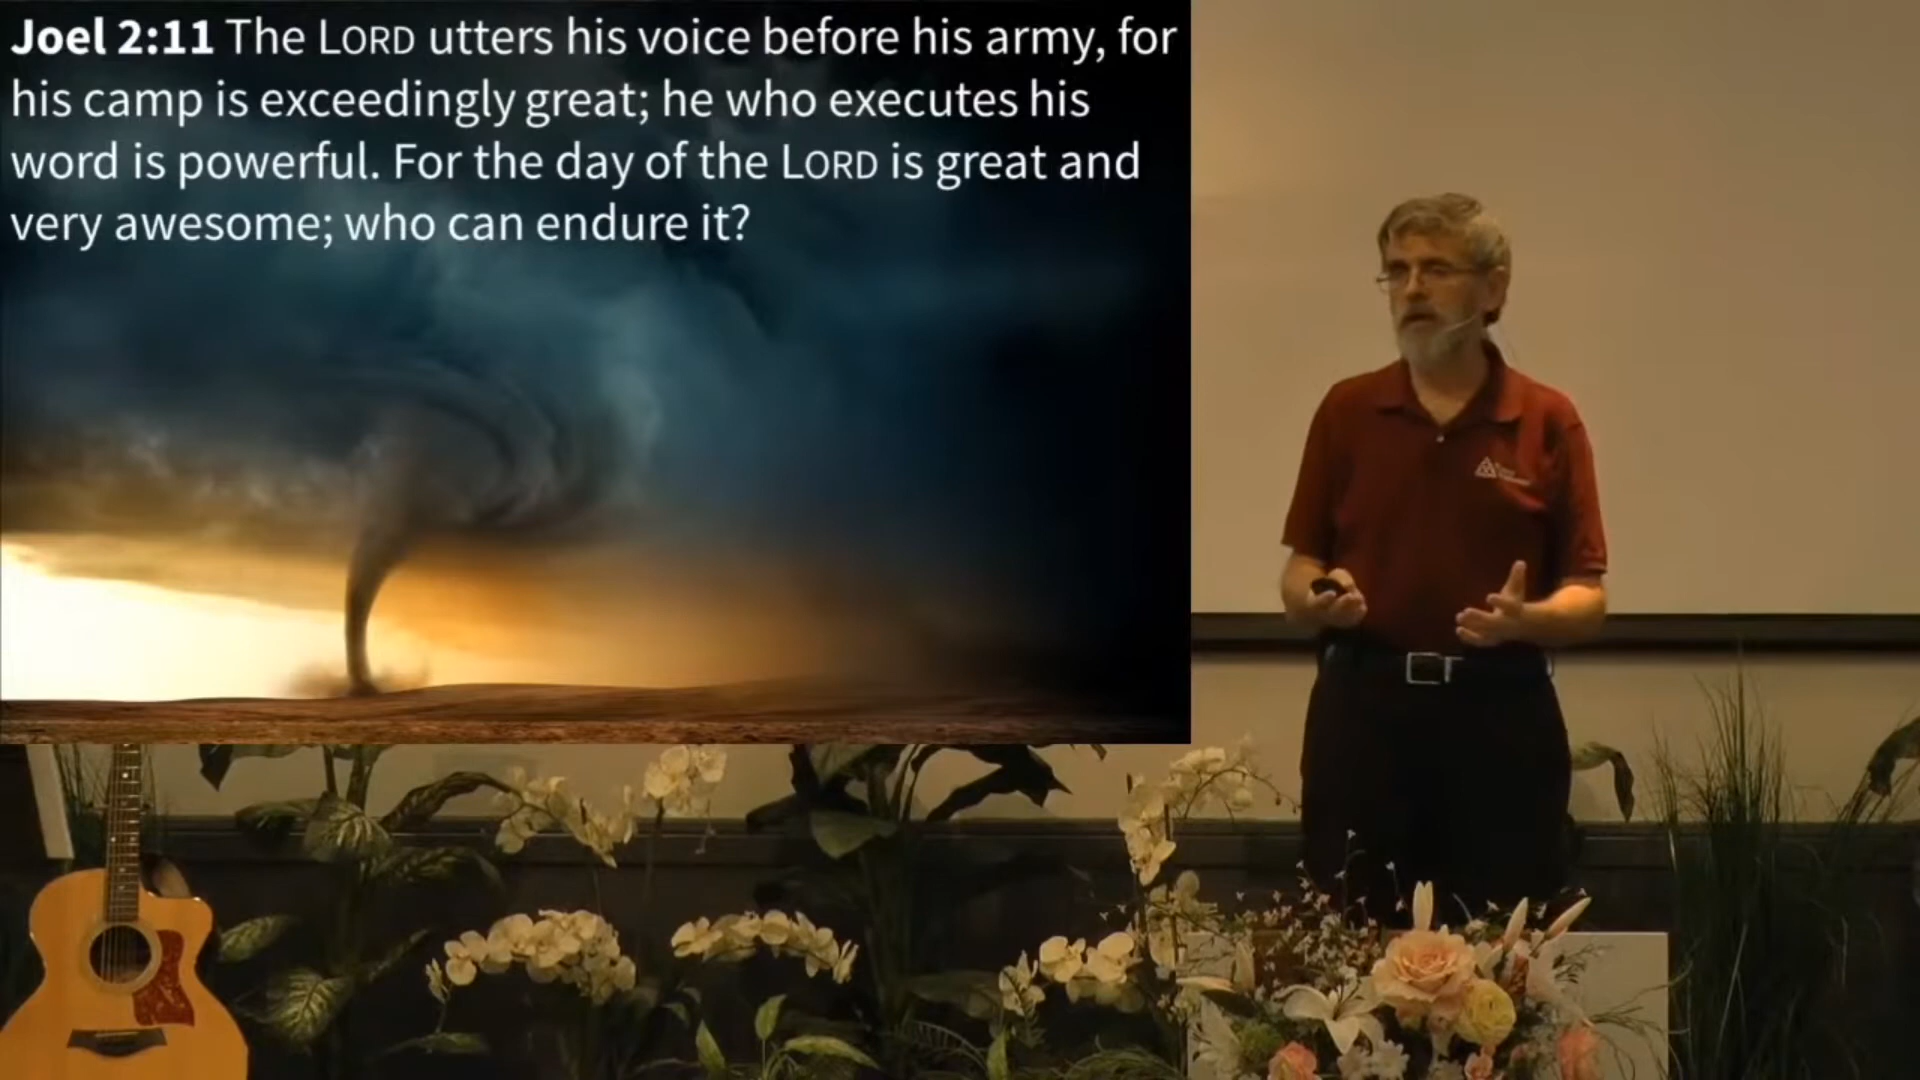 Joel 2:11 The LORD utters his voice before his army, for
his camp is exceedingly great; he who executes his
word is powerful. For the day of the LORD is great and
very awesome; who can endure it?